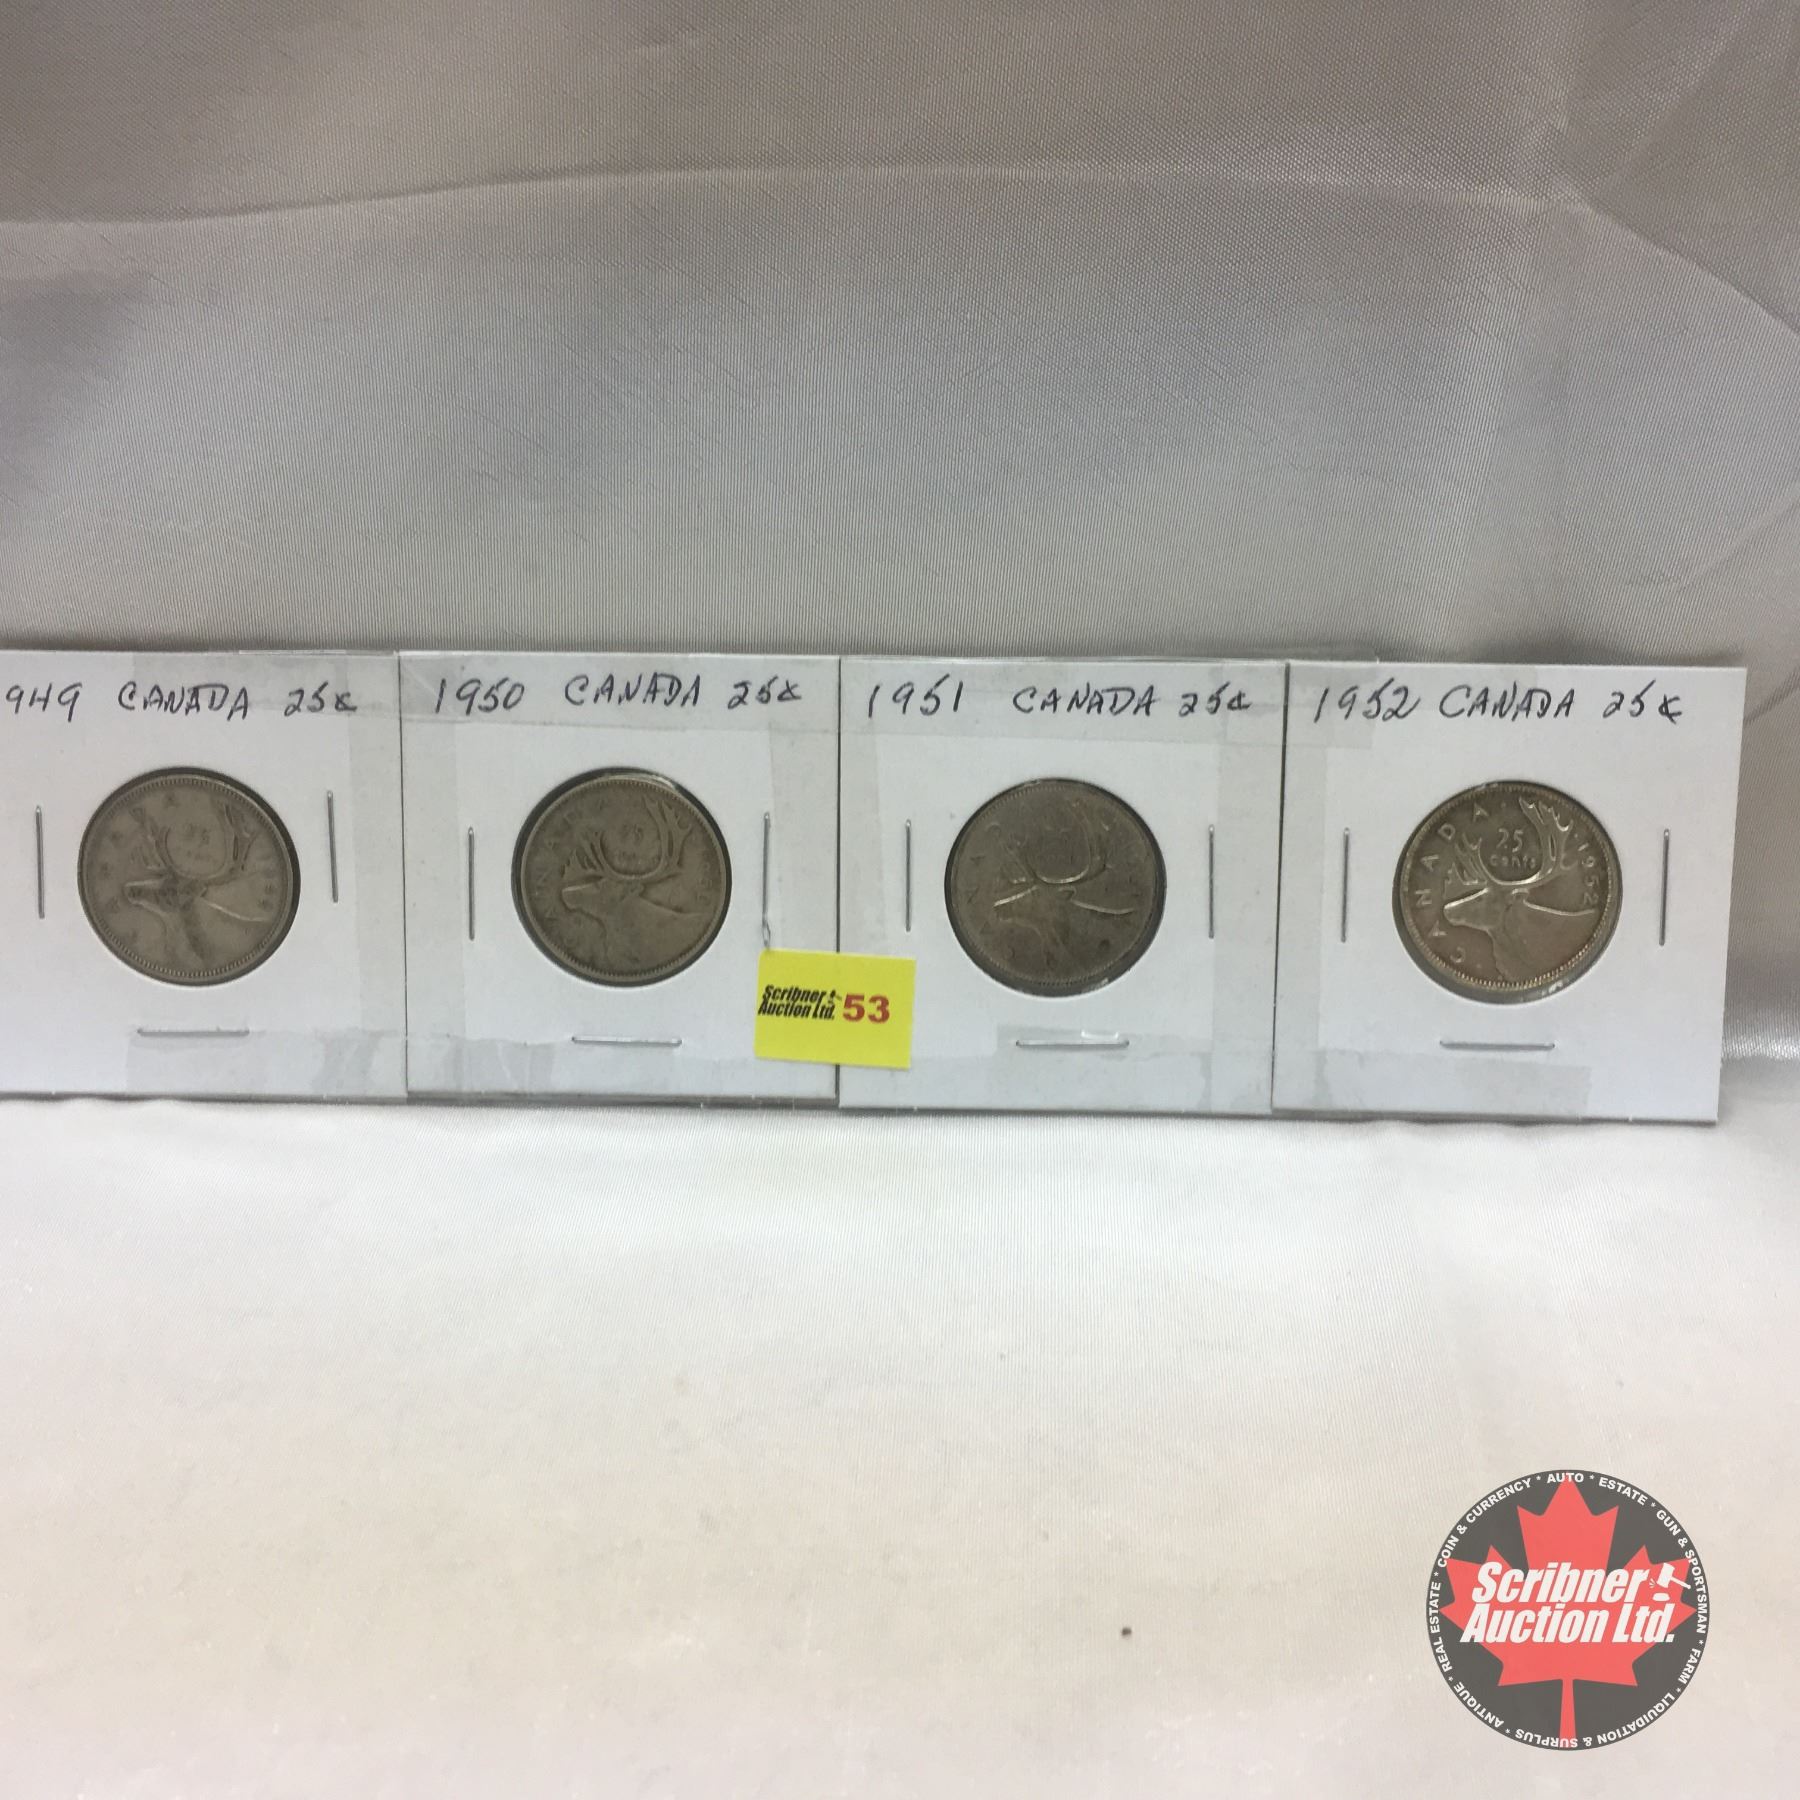 949 CANADA 25¢
1950 CANADA 25¢
1951 CANADA 25¢
1952 CANADA 25¢
CANADA
25
cents
1952
CANADA
Scribner
Auction Ltd. 53
COIN & CURRENCY * AUTO * ESTATE * GUN & SPORTSMAN * FARM * LIQUIDATION & SURPLUS * ANTIQUE * REAL ESTATE *
Scribner
Auction Ltd.